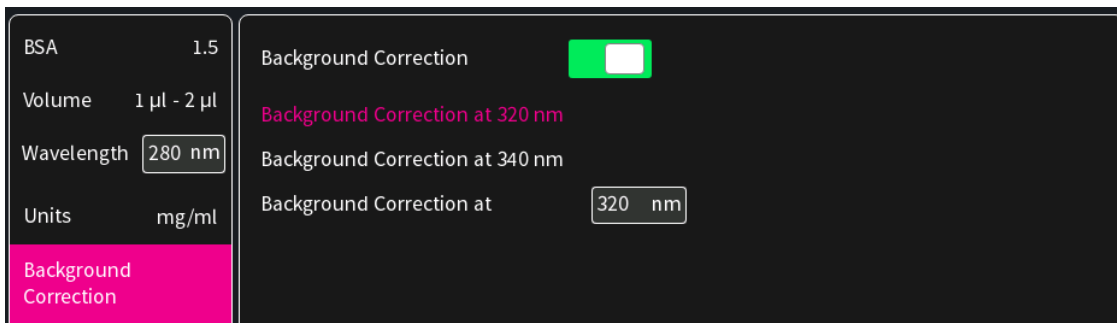 BSA 1.5
Volume 1 µl - 2 µl
Wavelength 280 nm
Units mg/ml
Background
Correction
Background Correction
Background Correction at 320 nm
Background Correction at 340 nm
Background Correction at 320 nm